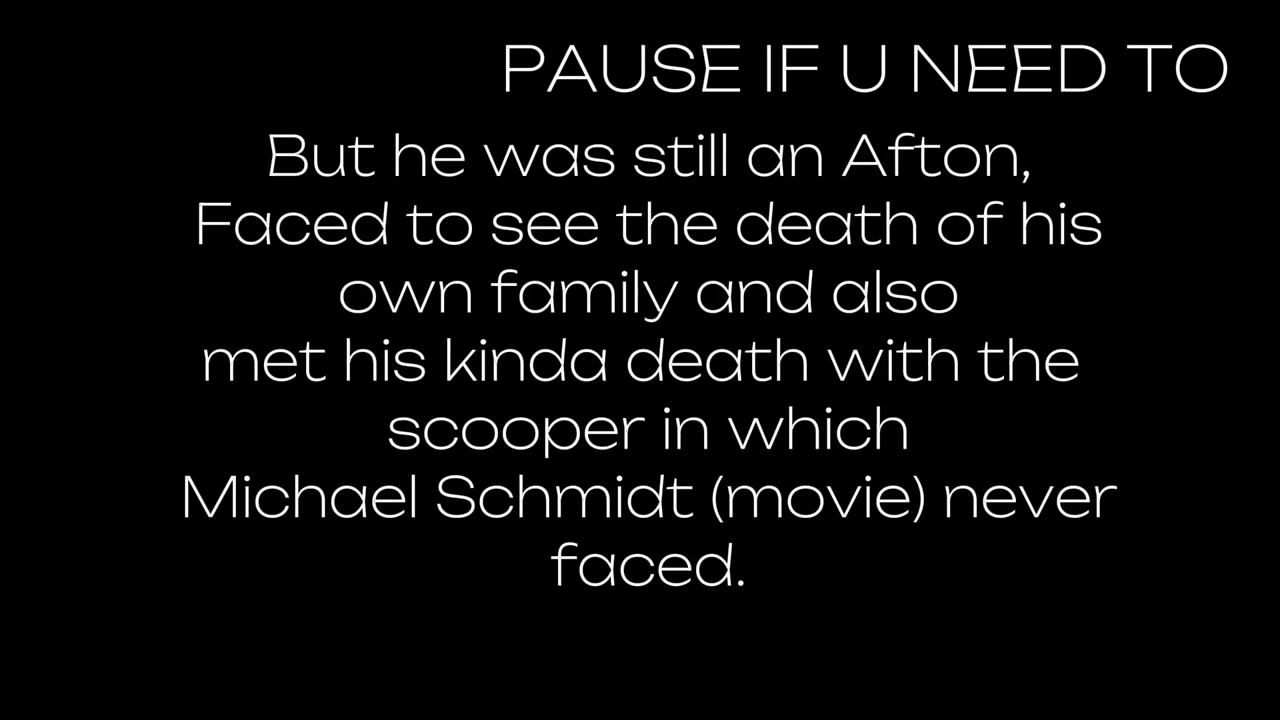 PAUSE IF U NEED TO
But he was still an Afton,
Faced to see the death of his
own family and also
met his kinda death with the
scooper in which
Michael Schmidt (movie) never
faced.